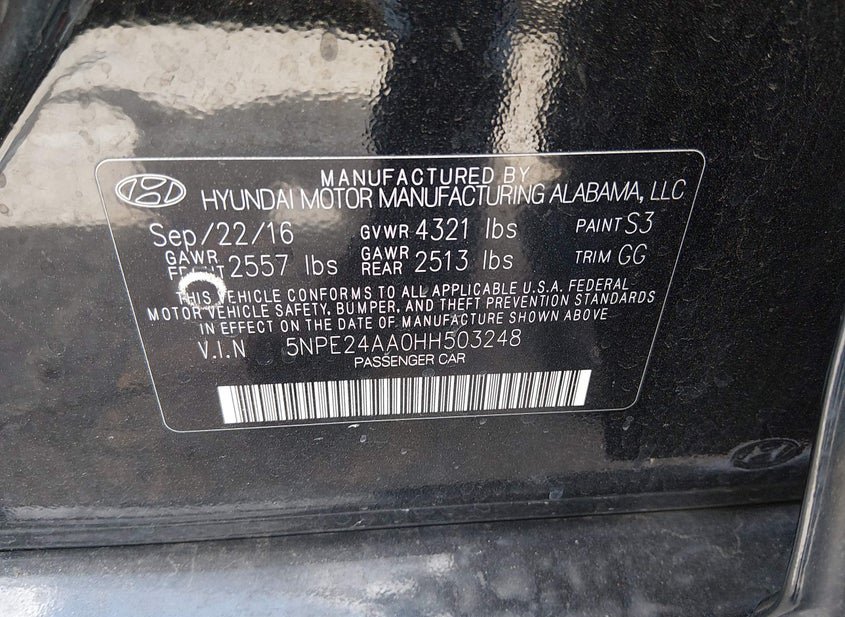 MANUFACTURED BY
HYUNDAI MOTOR MANUFACTURING ALABAMA, LLC
Sep/22/16 GVWR 4321 lbs PAINT S3
GAWR FRONT 2557 lbs GAWR REAR 2513 lbs TRIM GG
THIS VEHICLE CONFORMS TO ALL APPLICABLE U.S.A. FEDERAL
MOTOR VEHICLE SAFETY, BUMPER, AND THEFT PREVENTION STANDARDS
IN EFFECT ON THE DATE OF MANUFACTURE SHOWN ABOVE
V.I.N 5NPE24AA0HH503248
PASSENGER CAR